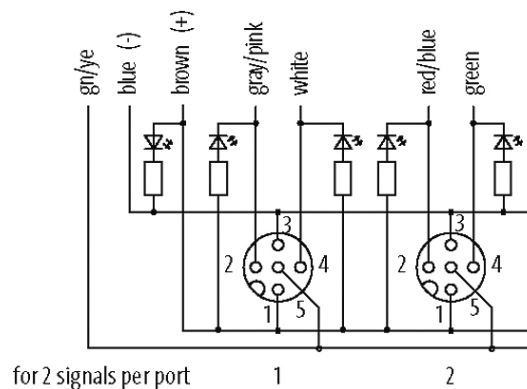 gn/ye
blue (-)
brown (+)
gray/pink
white
red/blue
green
3
2
4
1
5
3
2
4
1
5
for 2 signals per port 1 2